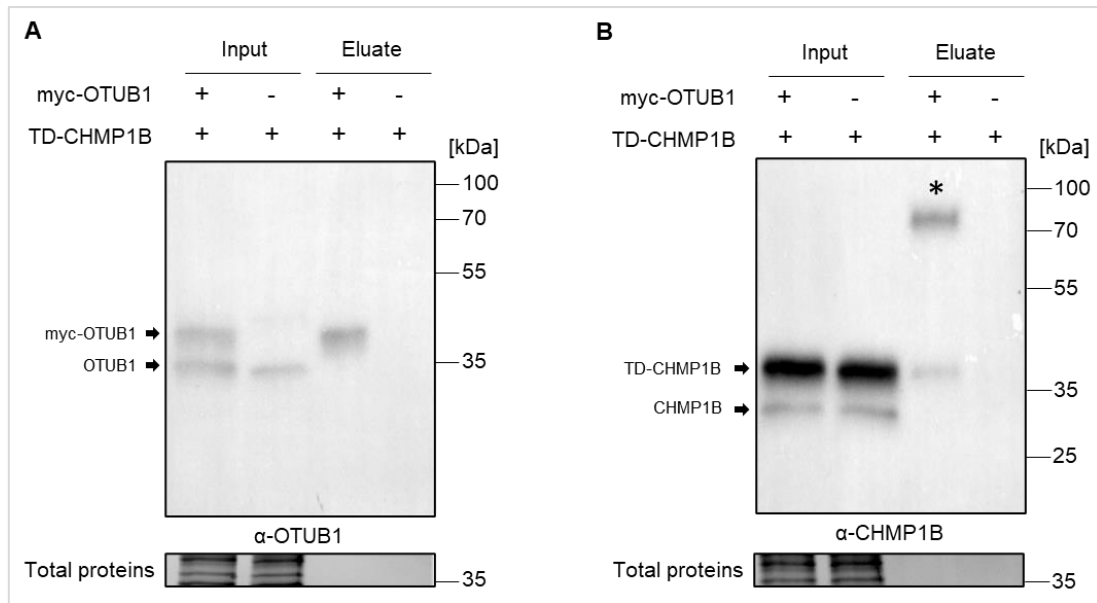 A
Input Eluate
myc-OTUB1 + - + -
TD-CHMP1B + + + +
[kDa]
100
70
55
myc-OTUB1
OTUB1
35
α-OTUB1
Total proteins
35
B
Input Eluate
myc-OTUB1 + - + -
TD-CHMP1B + + + +
[kDa]
*
100
70
55
TD-CHMP1B
35
CHMP1B
25
α-CHMP1B
Total proteins
35